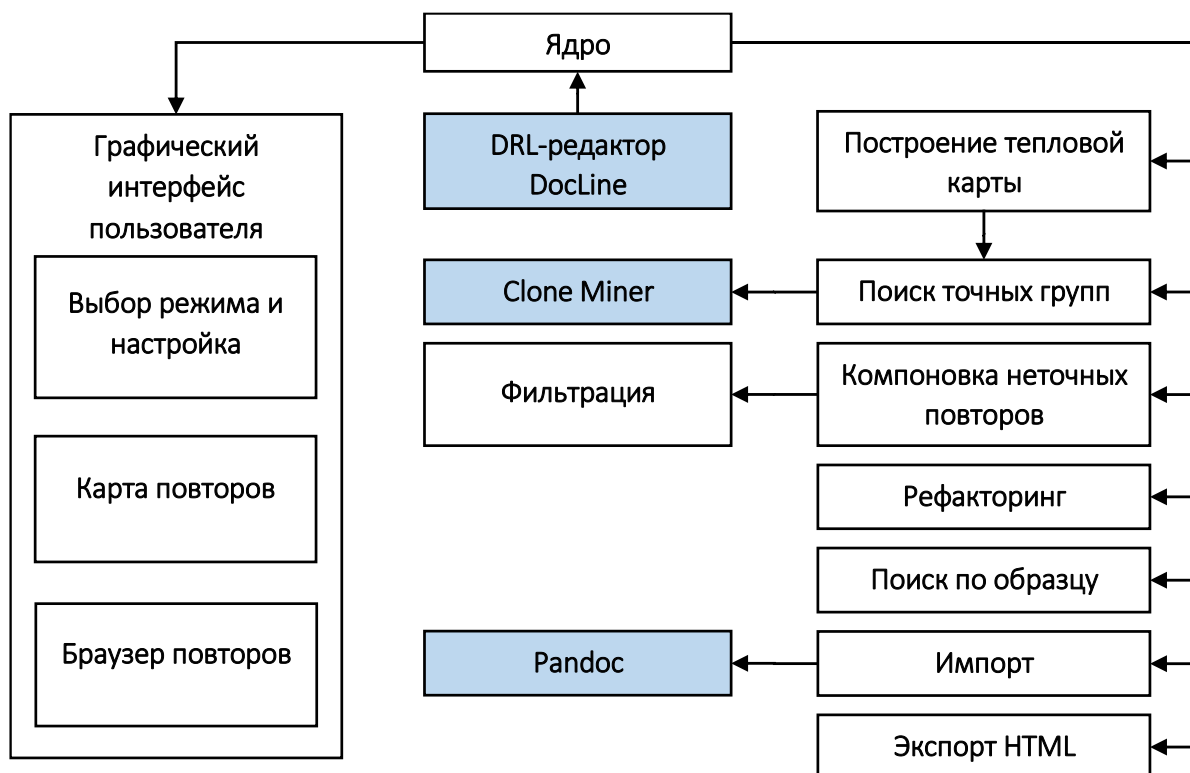 Ядро
Графический
интерфейс
пользователя
Выбор режима и
настройка
Карта повторов
Браузер повторов
DRL-редактор
DocLine
Clone Miner
Фильтрация
Pandoc
Построение тепловой
карты
Поиск точных групп
Компоновка неточных
повторов
Рефакторинг
Поиск по образцу
Импорт
Экспорт HTML